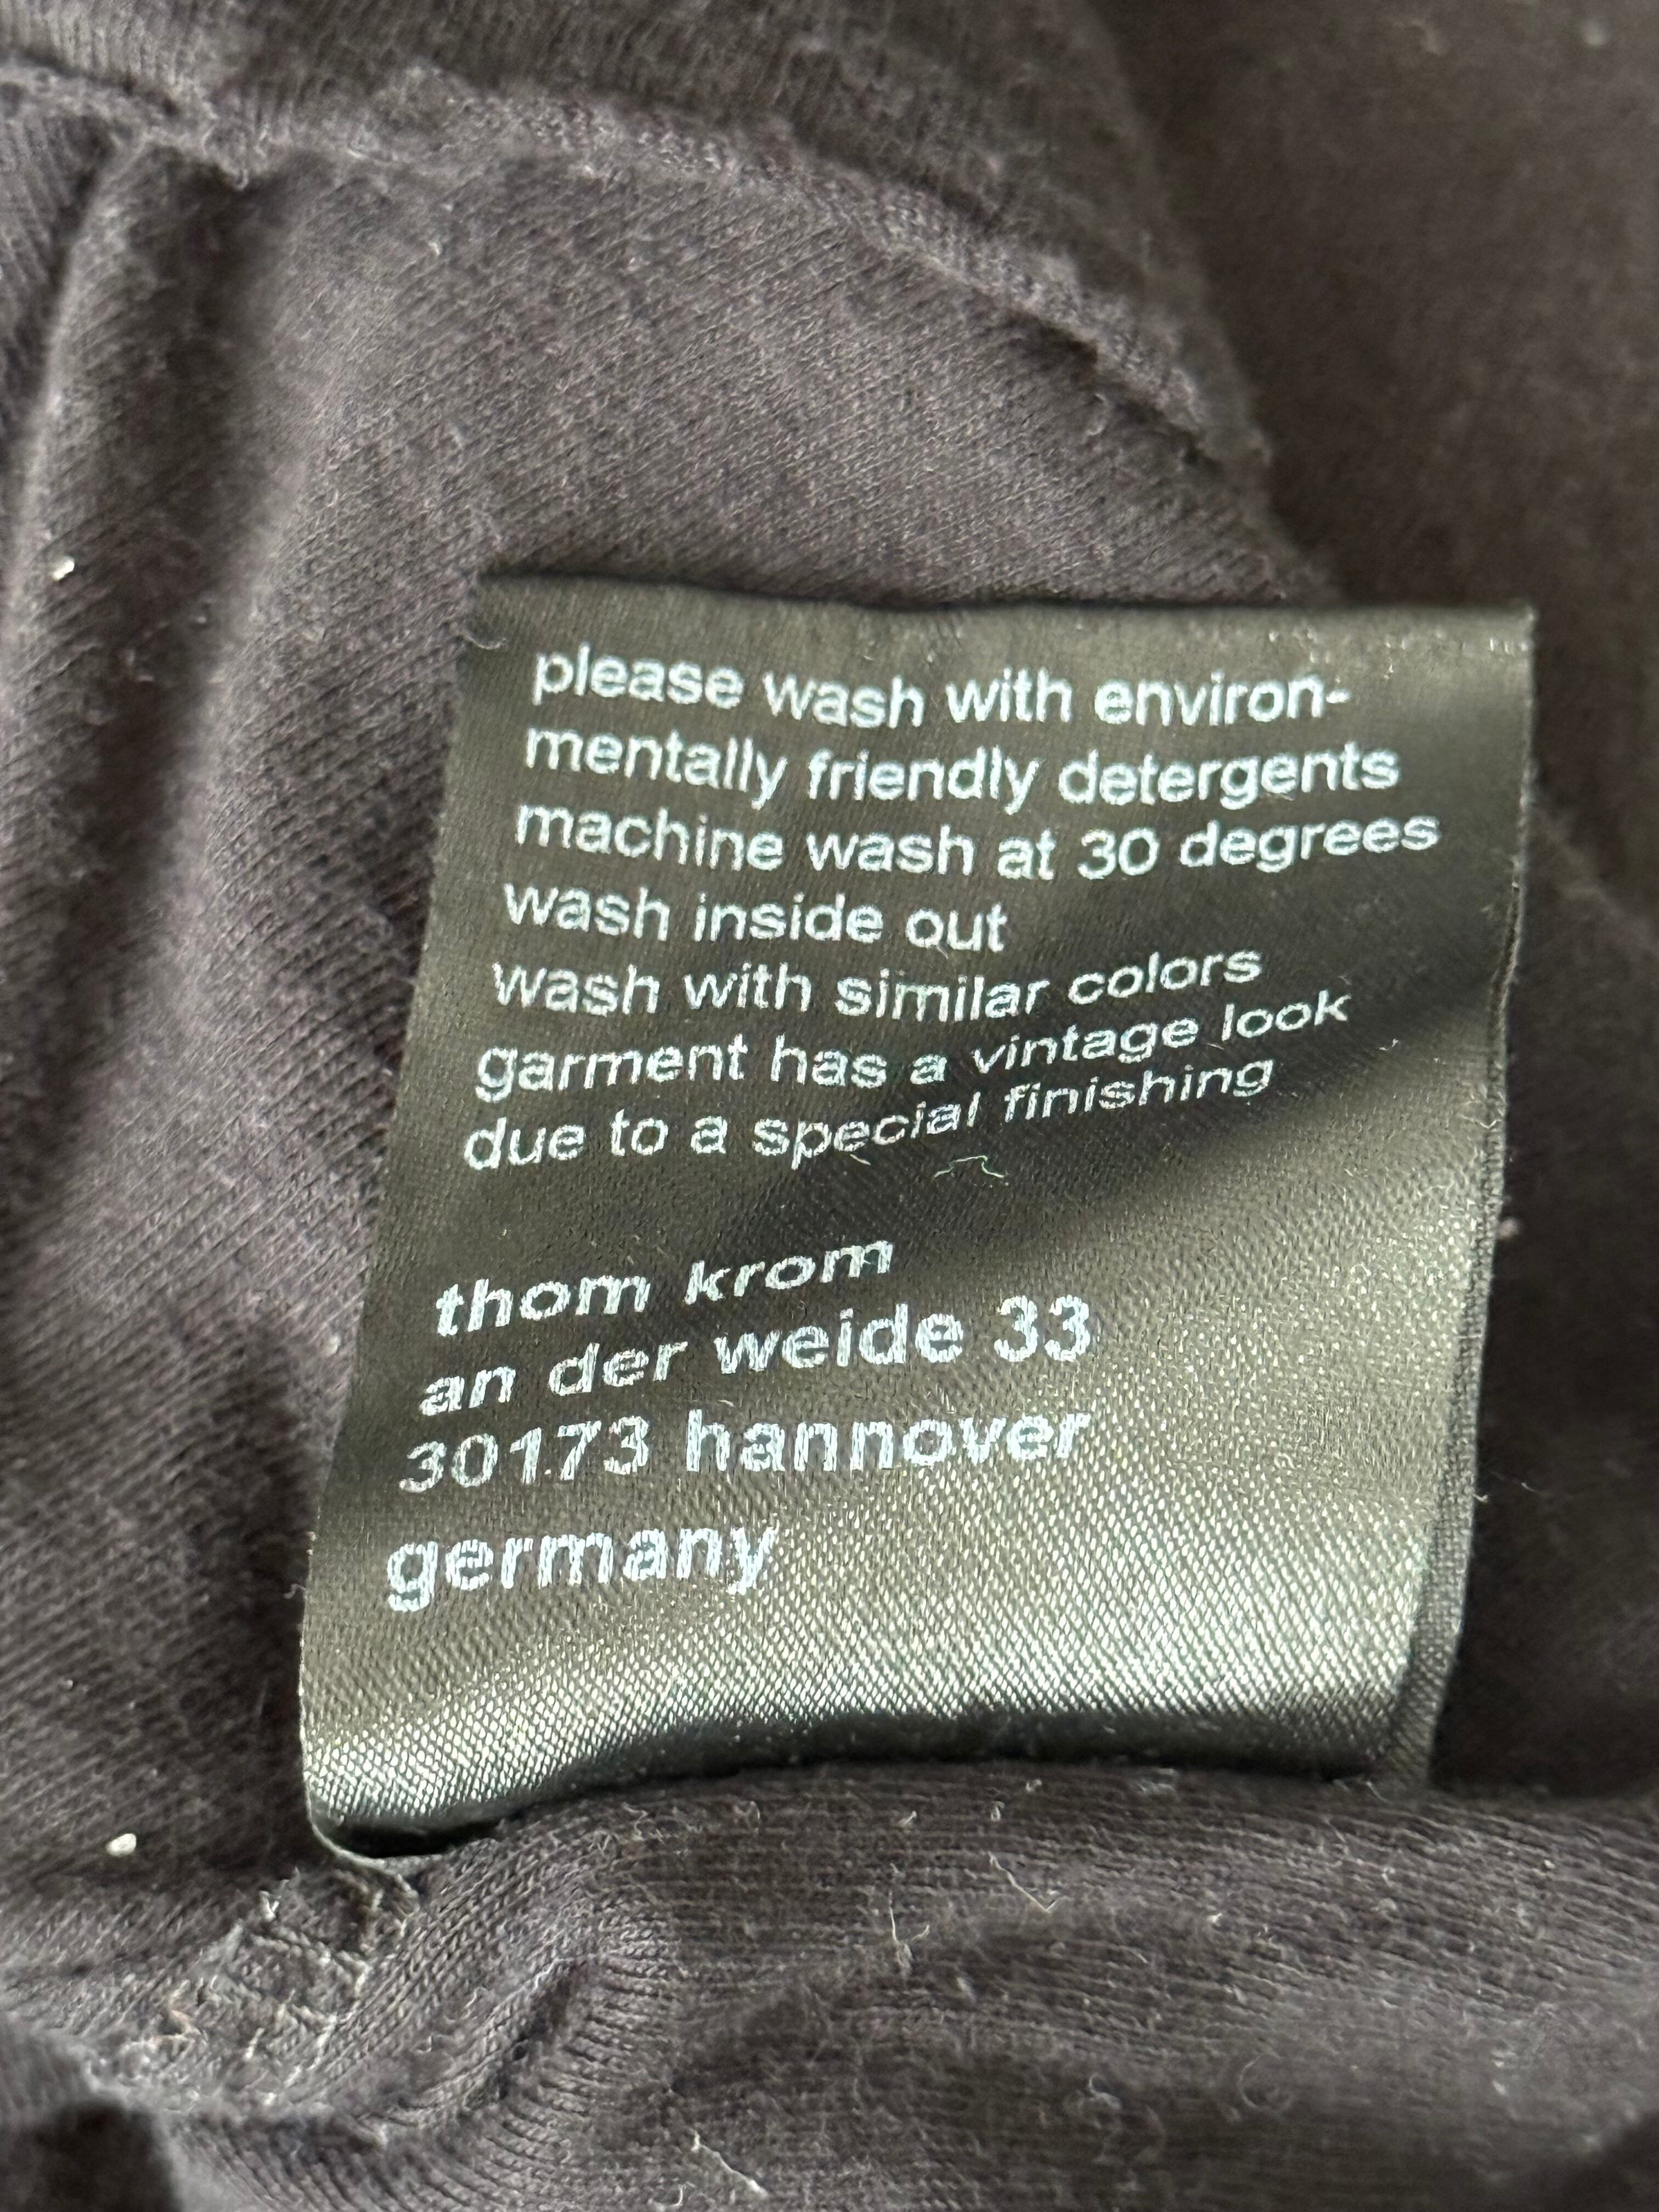 please wash with environ-
mentally friendly detergents
machine wash at 30 degrees
wash inside out
wash with similar colors
garment has a vintage look
due to a special finishing
thom krom
an der weide 33
30173 hannover
germany